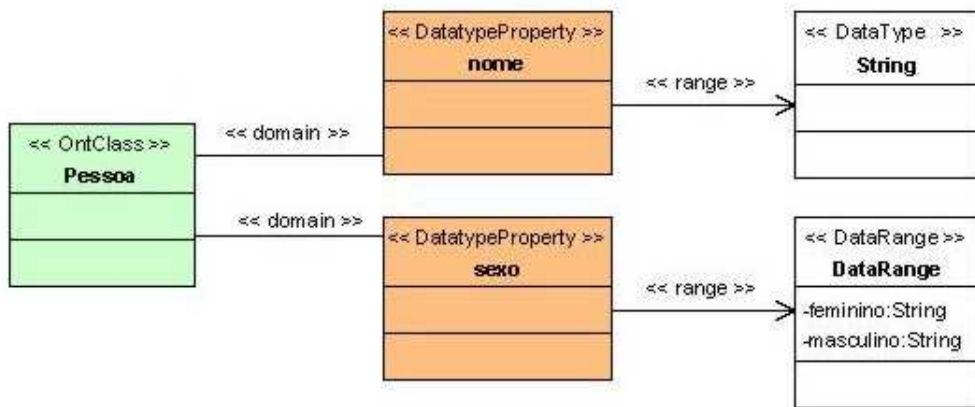 << OntClass >>
Pessoa
<< domain >>
<< domain >>
<< DatatypeProperty >>
nome
<< range >>
<< DataType >>
String
<< DatatypeProperty >>
sexo
<< range >>
<< DataRange >>
DataRange
-feminino:String
-masculino:String